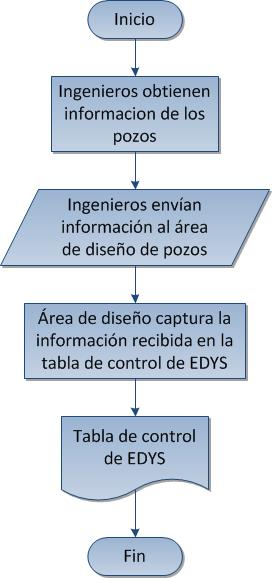 Inicio
Ingenieros obtienen
informacion de los
pozos
Ingenieros envían
información al área
de diseño de pozos
Área de diseño captura la
información recibida en la
tabla de control de EDYS
Tabla de control
de EDYS
Fin